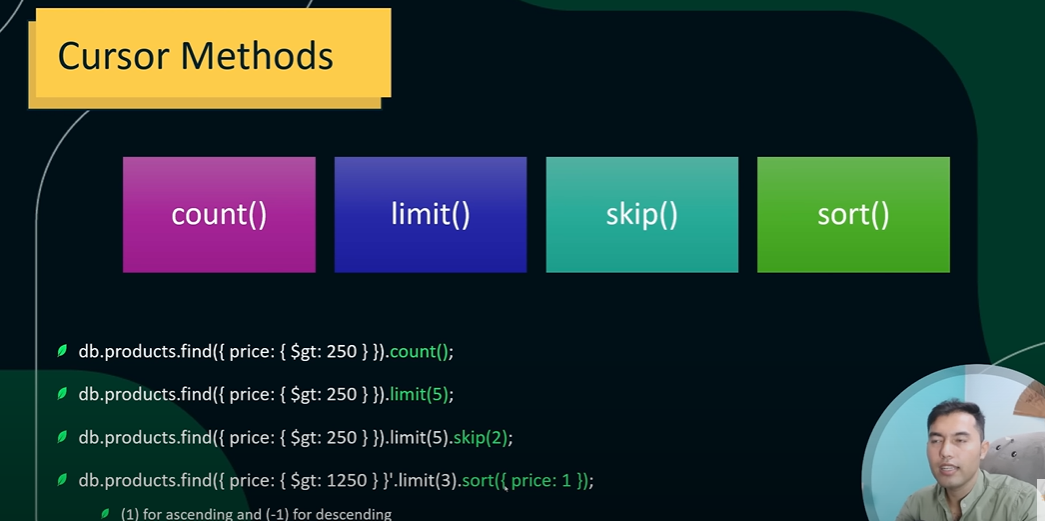 Cursor Methods
count()
limit()
skip()
sort()
db.products.find({ price: { $gt: 250 } }).count();
db.products.find({ price: { $gt: 250 } }).limit(5);
db.products.find({ price: { $gt: 250 } }).limit(5).skip(2);
db.products.find({ price: { $gt: 1250 } }'.limit(3).sort({ price: 1 });
(1) for ascending and (-1) for descending